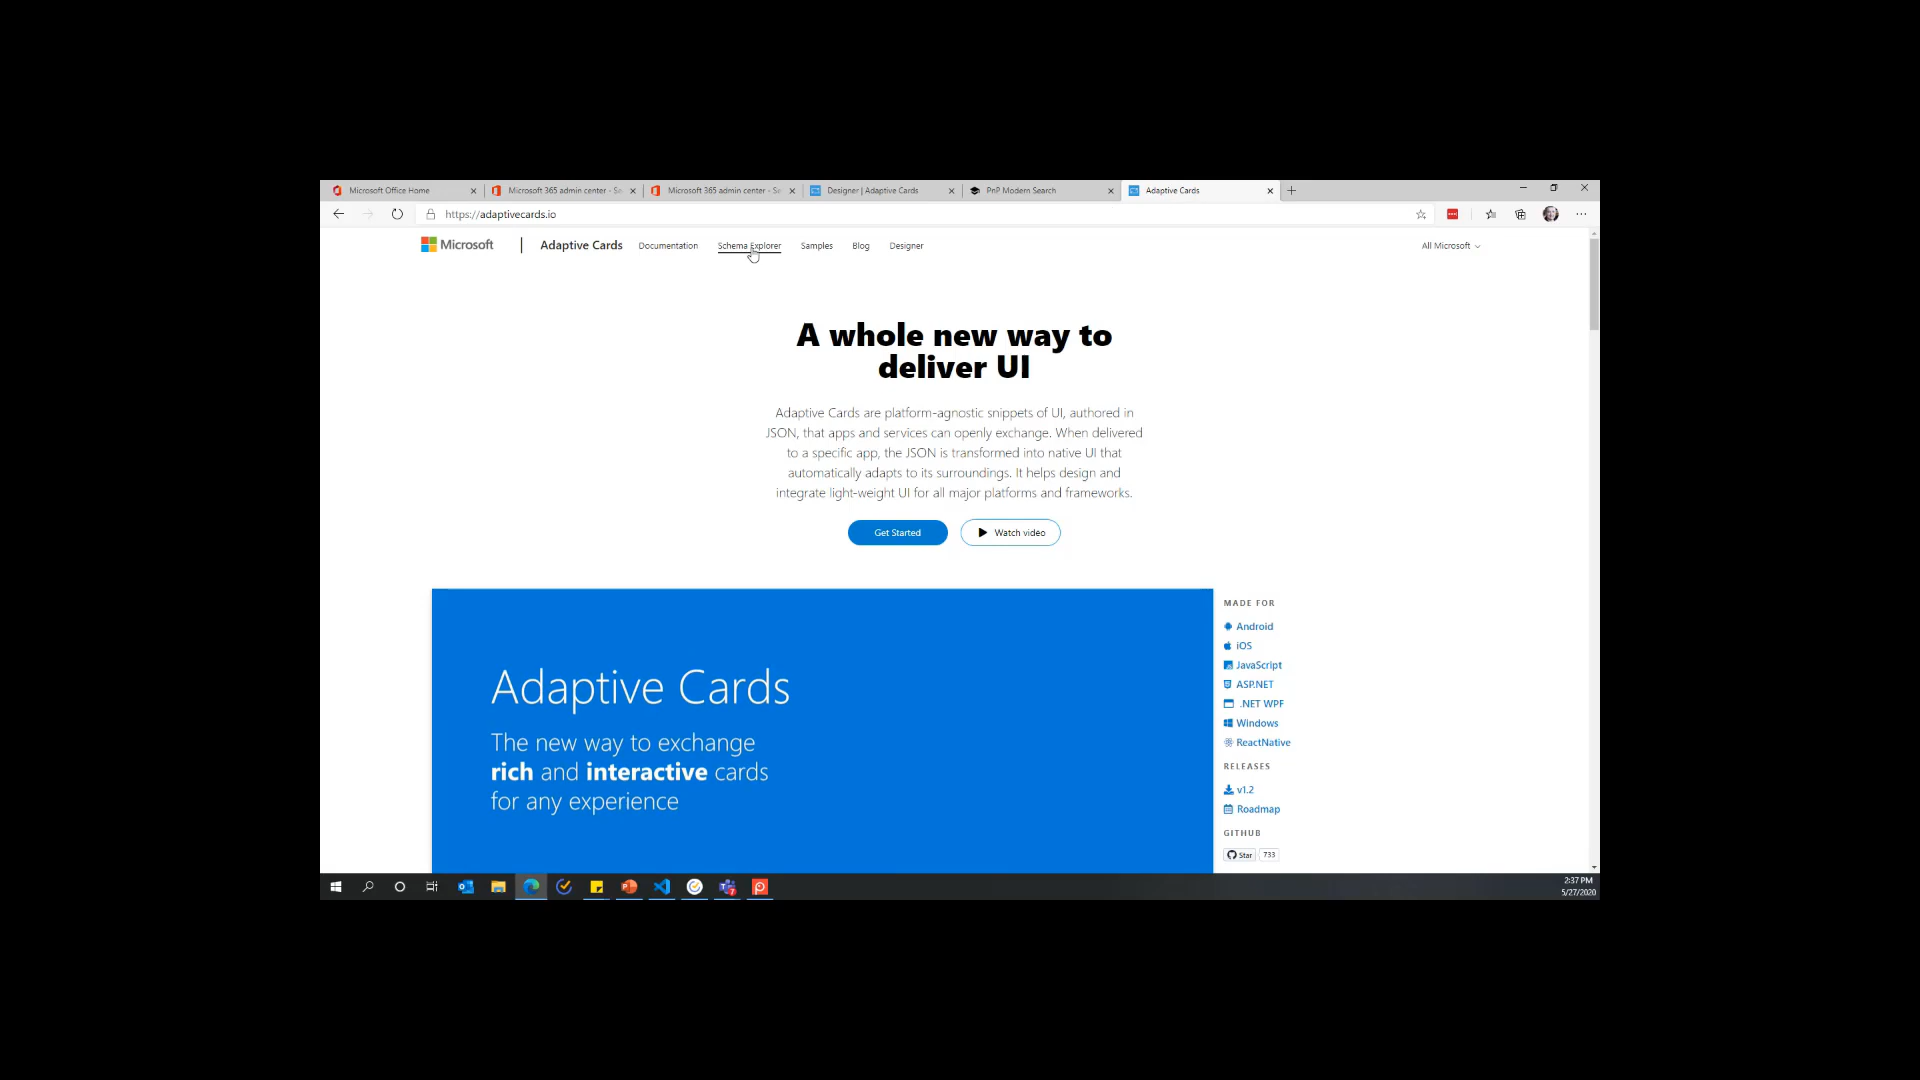 Microsoft Office Home
Microsoft 365 admin center - Se
Microsoft 365 admin center - Se
Designer | Adaptive Cards
PnP Modern Search
Adaptive Cards
https://adaptivecards.io
Microsoft
Adaptive Cards
Documentation
Schema Explorer
Samples
Blog
Designer
All Microsoft
A whole new way to
deliver UI
Adaptive Cards are platform-agnostic snippets of UI, authored in
JSON, that apps and services can openly exchange. When delivered
to a specific app, the JSON is transformed into native UI that
automatically adapts to its surroundings. It helps design and
integrate light-weight UI for all major platforms and frameworks.
Get Started
Watch video
Adaptive Cards
The new way to exchange
rich and interactive cards
for any experience
MADE FOR
Android
iOS
JavaScript
ASP.NET
.NET WPF
Windows
ReactNative
RELEASES
v1.2
Roadmap
GITHUB
Star 733
2:37 PM
5/27/2020